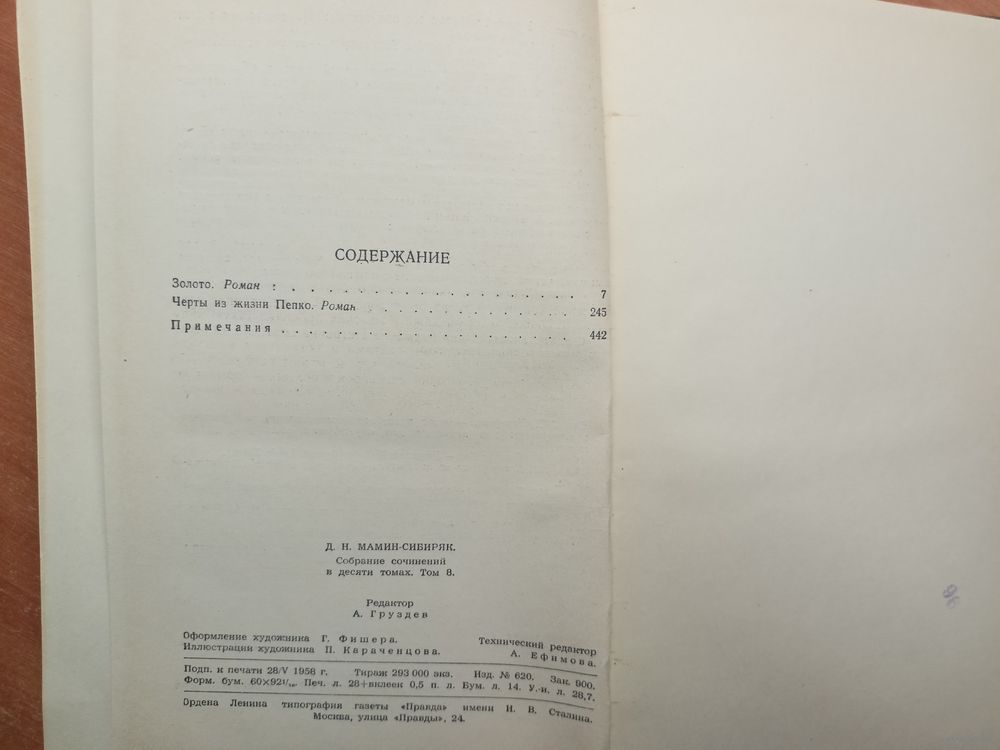 СОДЕРЖАНИЕ
Золото. Роман . . . . . . . . . . . . . . . . . . . 7
Черты из жизни Пепко. Роман . . . . . . . . . . . . . 245
Примечания . . . . . . . . . . . . . . . . . . 442
Д. Н. МАМИН-СИБИРЯК.
Собрание сочинений
в десяти томах. Том 8.
Редактор
А. Груздев
Оформление художника Г. Фишера.
Иллюстрации художника П. Караченцова.
Технический редактор
А. Ефимова.
Подп. к печати 28/V 1958 г. Тираж 293 000 экз. Изд. № 620. Зак. 900.
Форм. бум. 60×92¹/₁₆. Печ. л. 28+вклеек 0,5 п. л. Бум. л. 14. У.-и. л. 28,7.
Ордена Ленина типография газеты «Правда» имени И. В. Сталина.
Москва, улица «Правды», 24.